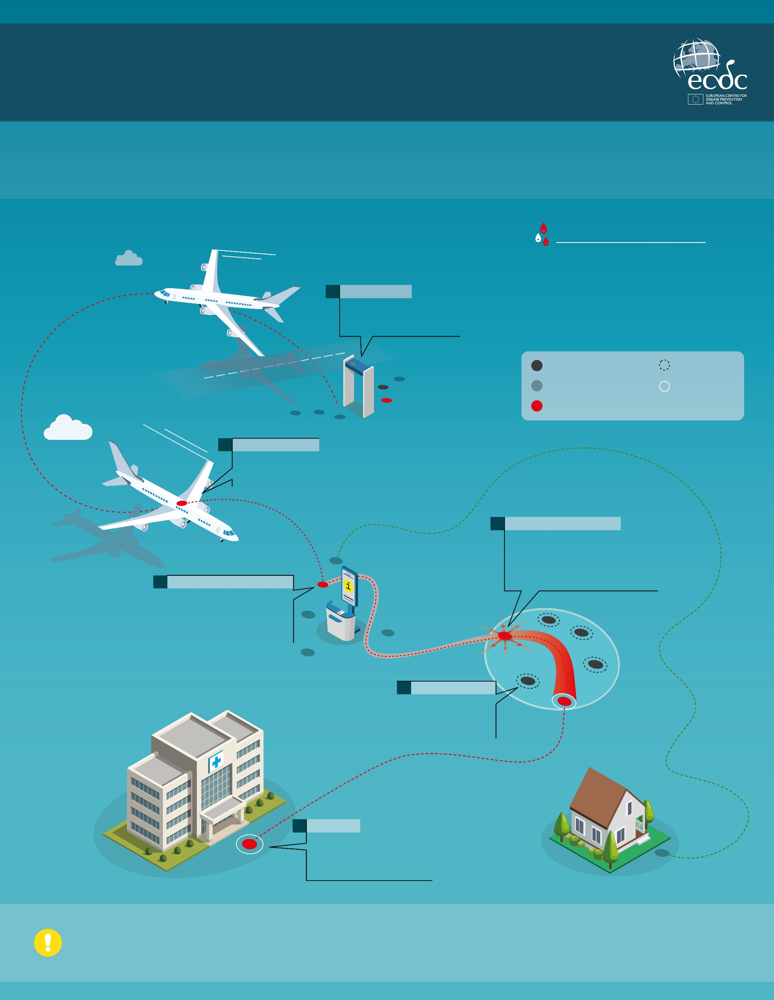 ecdc
EUROPEAN CENTRE FOR
DISEASE PREVENTION
AND CONTROL
i